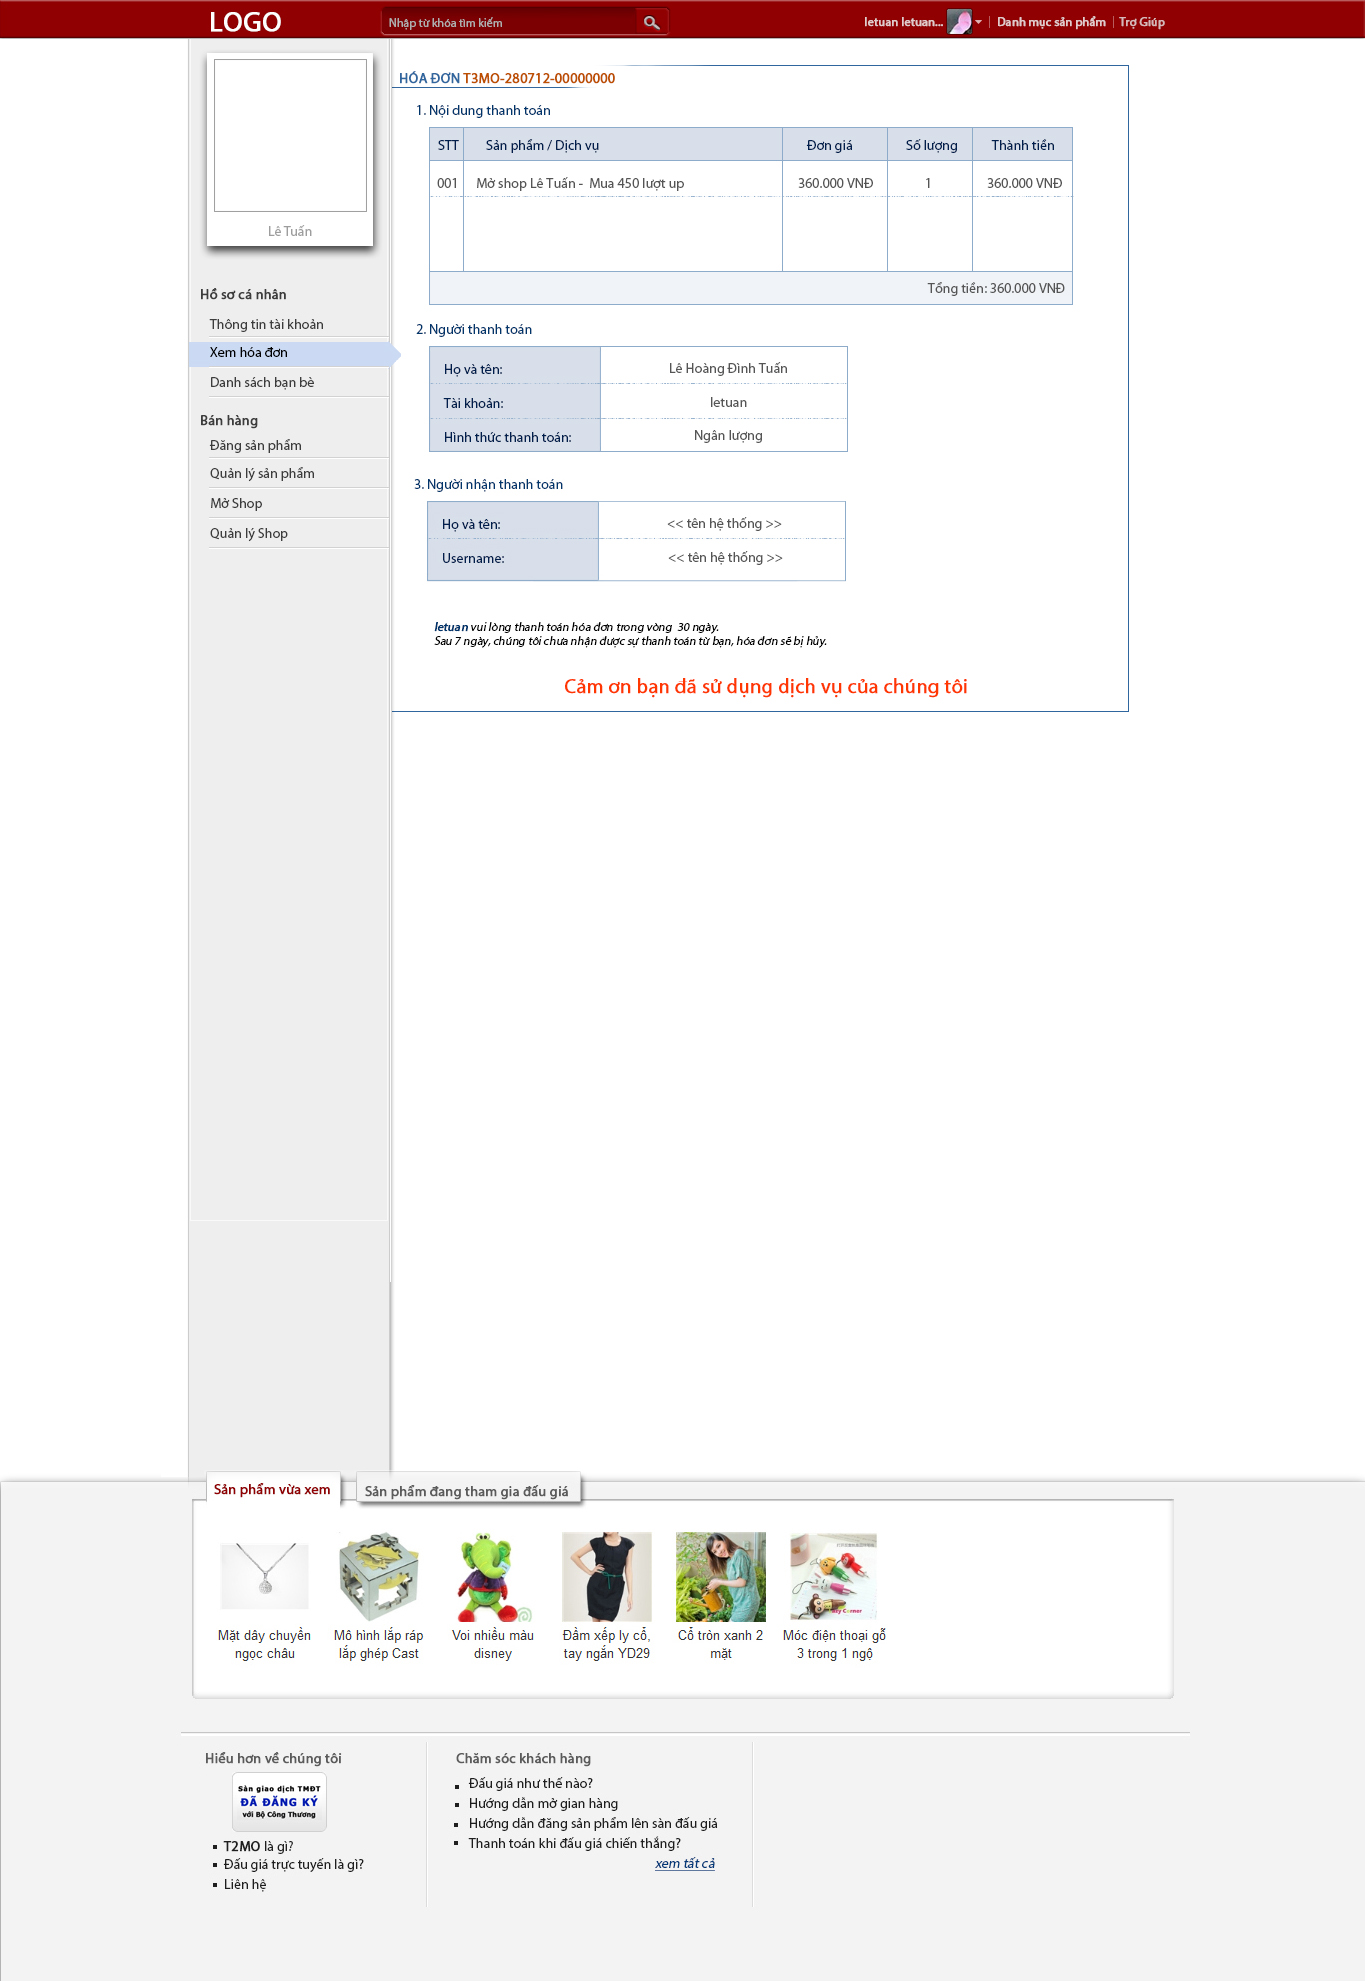 LOGO
Nhập từ khóa tìm kiếm
letuan letuan...
Danh mục sản phẩm
Trợ Giúp
Lê Tuấn
Hồ sơ cá nhân
Thông tin tài khoản
Xem hóa đơn
Danh sách bạn bè
Bán hàng
Đăng sản phẩm
Quản lý sản phẩm
Mở Shop
Quản lý Shop
HÓA ĐƠN T3MO-280712-00000000
1. Nội dung thanh toán
STT Sản phẩm / Dịch vụ Đơn giá Số lượng Thành tiền
001 Mở shop Lê Tuấn - Mua 450 lượt up 360.000 VNĐ 1 360.000 VNĐ
Tổng tiền: 360.000 VNĐ
2. Người thanh toán
Họ và tên: Lê Hoàng Đình Tuấn
Tài khoản: letuan
Hình thức thanh toán: Ngân lượng
3. Người nhận thanh toán
Họ và tên: << tên hệ thống >>
Username: << tên hệ thống >>
letuan vui lòng thanh toán hóa đơn trong vòng 30 ngày.
Sau 7 ngày, chúng tôi chưa nhận được sự thanh toán từ bạn, hóa đơn sẽ bị hủy.
Cảm ơn bạn đã sử dụng dịch vụ của chúng tôi
Sản phẩm vừa xem
Sản phẩm đang tham gia đấu giá
Mặt dây chuyền
ngọc châu
Mô hình lắp ráp
lắp ghép Cast
Voi nhiều màu
disney
Đầm xếp ly cổ,
tay ngắn YD29
Cổ tròn xanh 2
mặt
Móc điện thoại gỗ
3 trong 1 ngộ
Hiểu hơn về chúng tôi
Sàn giao dịch TMĐT
ĐÃ ĐĂNG KÝ
với Bộ Công Thương
T2MO là gì?
Đấu giá trực tuyến là gì?
Liên hệ
Chăm sóc khách hàng
Đấu giá như thế nào?
Hướng dẫn mở gian hàng
Hướng dẫn đăng sản phẩm lên sàn đấu giá
Thanh toán khi đấu giá chiến thắng?
xem tất cả